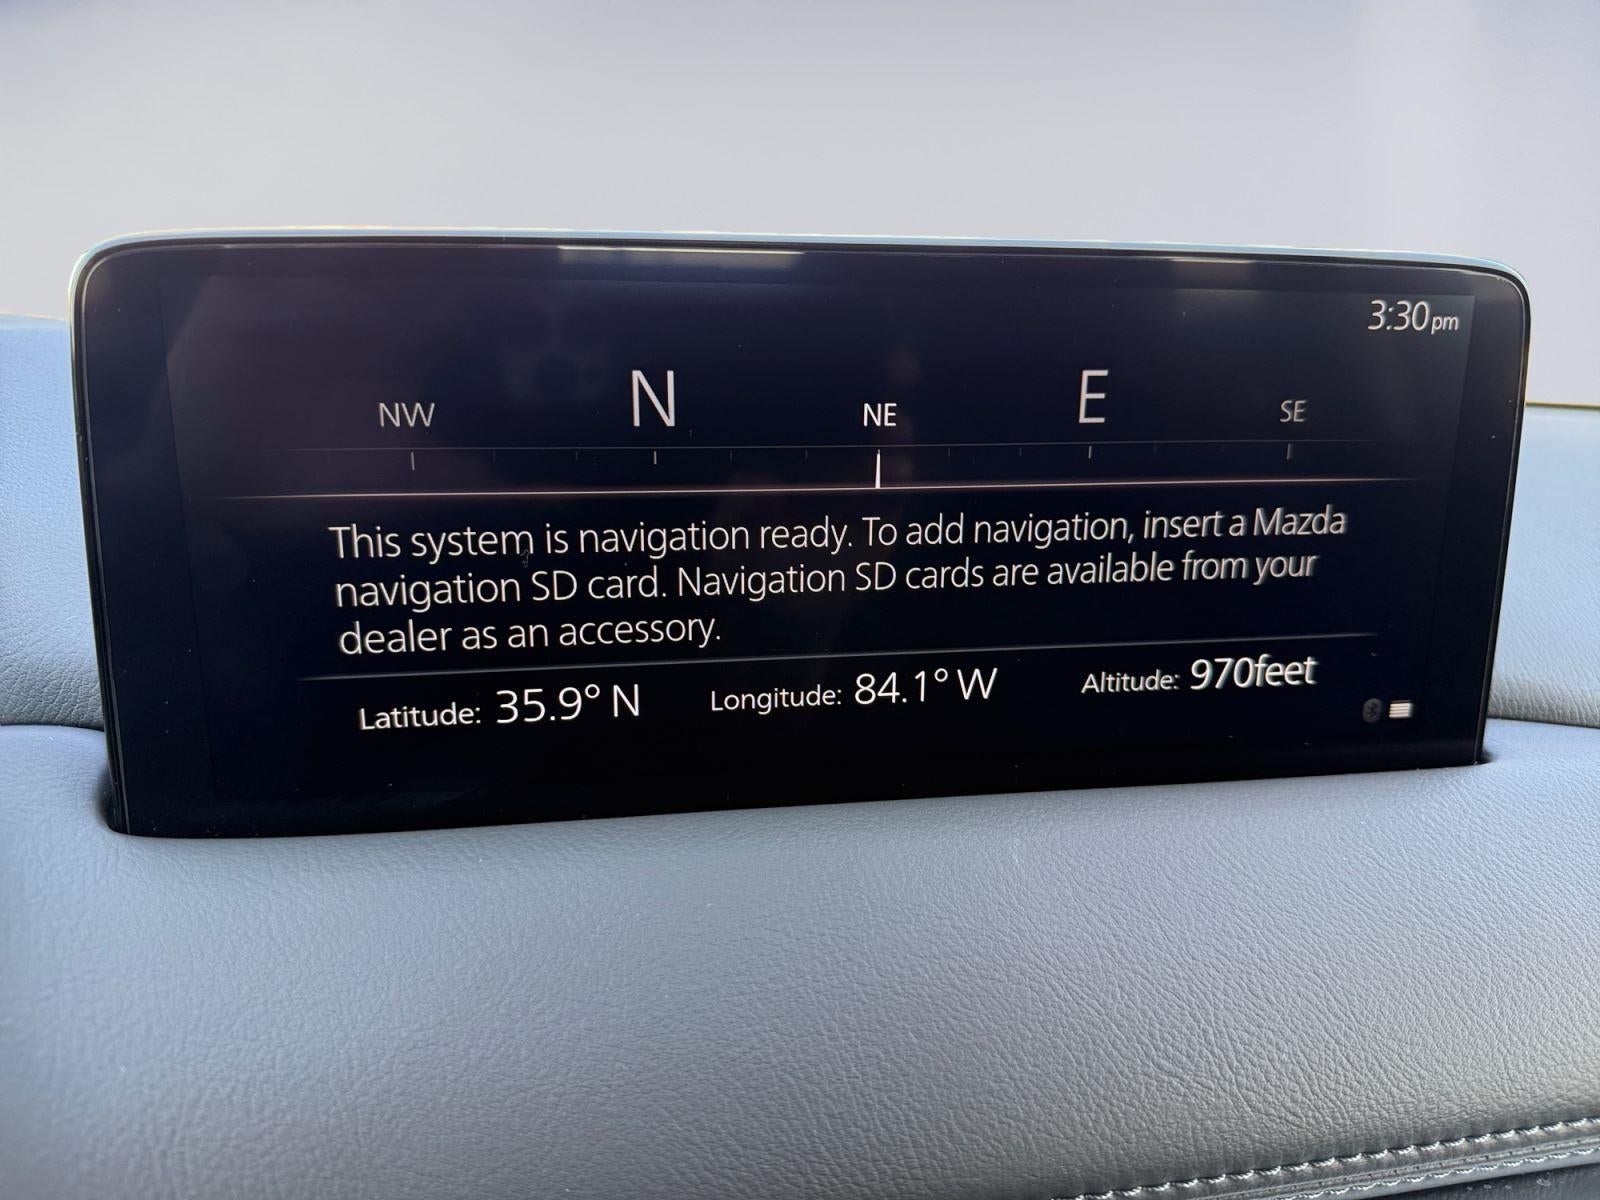 3:30pm
NW N NE E SE
This system is navigation ready. To add navigation, insert a Mazda
navigation SD card. Navigation SD cards are available from your
dealer as an accessory.
Latitude: 35.9° N Longitude: 84.1° W Altitude: 970feet